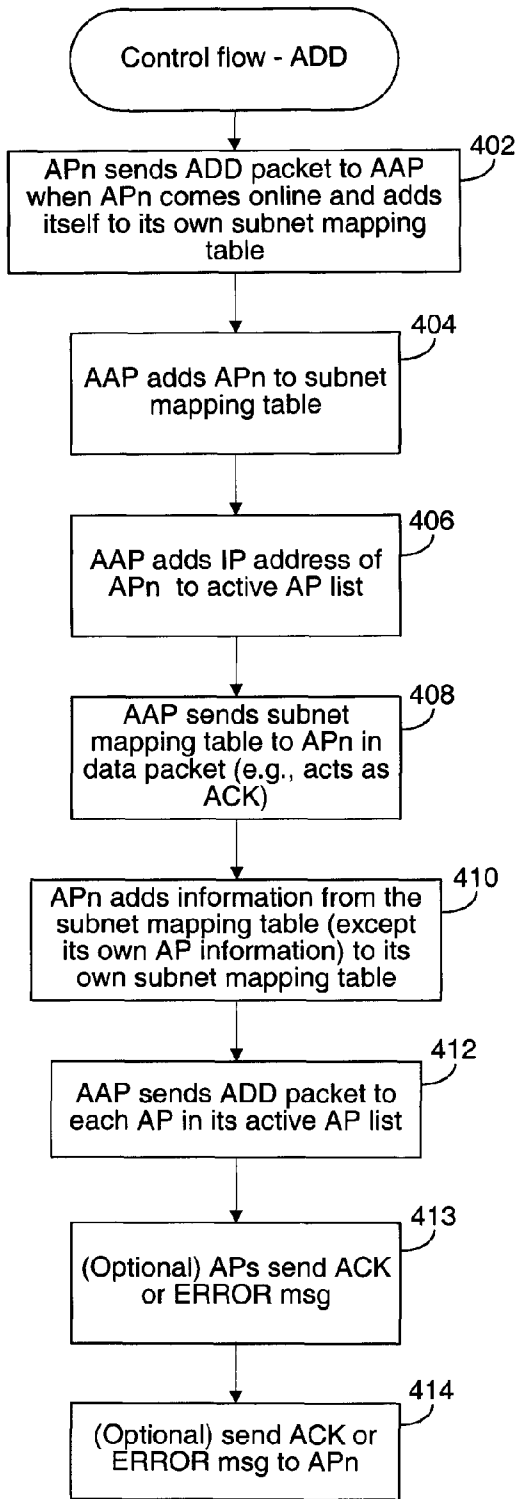 Control flow - ADD
402
APn sends ADD packet to AAP
when APn comes online and adds
itself to its own subnet mapping
table
404
AAP adds APn to subnet
mapping table
406
AAP adds IP address of
APn to active AP list
408
AAP sends subnet
mapping table to APn in
data packet (e.g., acts as
ACK)
410
APn adds information from the
subnet mapping table (except
its own AP information) to its
own subnet mapping table
412
AAP sends ADD packet to
each AP in its active AP list
413
(Optional) APs send ACK
or ERROR msg
414
(Optional) send ACK or
ERROR msg to APn